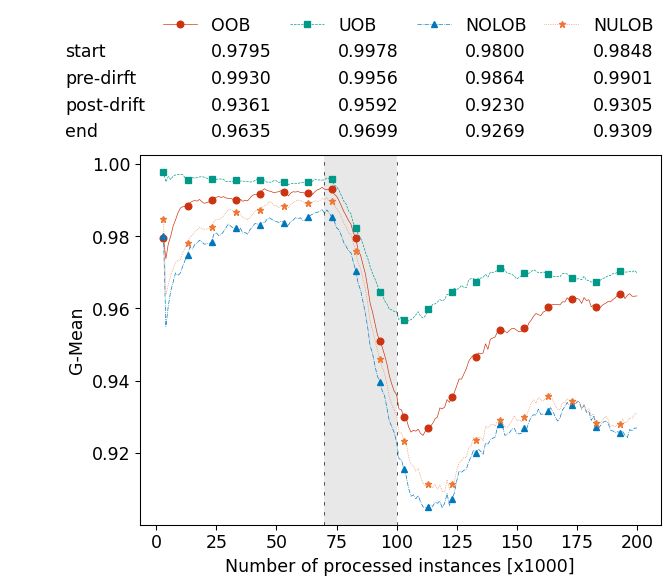 OOB UOB NOLOB NULOB
start 0.9795 0.9978 0.9800 0.9848
pre-dirft 0.9930 0.9956 0.9864 0.9901
post-drift 0.9361 0.9592 0.9230 0.9305
end 0.9635 0.9699 0.9269 0.9309
1.00
0.98
0.96
0.94
0.92
G-Mean
0 25 50 75 100 125 150 175 200
Number of processed instances [x1000]